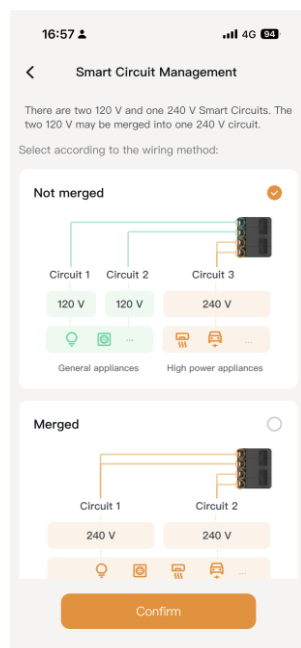 16:57 4G 94
Smart Circuit Management
There are two 120 V and one 240 V Smart Circuits. The
two 120 V may be merged into one 240 V circuit.
Select according to the wiring method:
Not merged
Circuit 1 Circuit 2 Circuit 3
120 V 120 V 240 V
...
...
General appliances High power appliances
Merged
Circuit 1 Circuit 2
240 V 240 V
...
Confirm